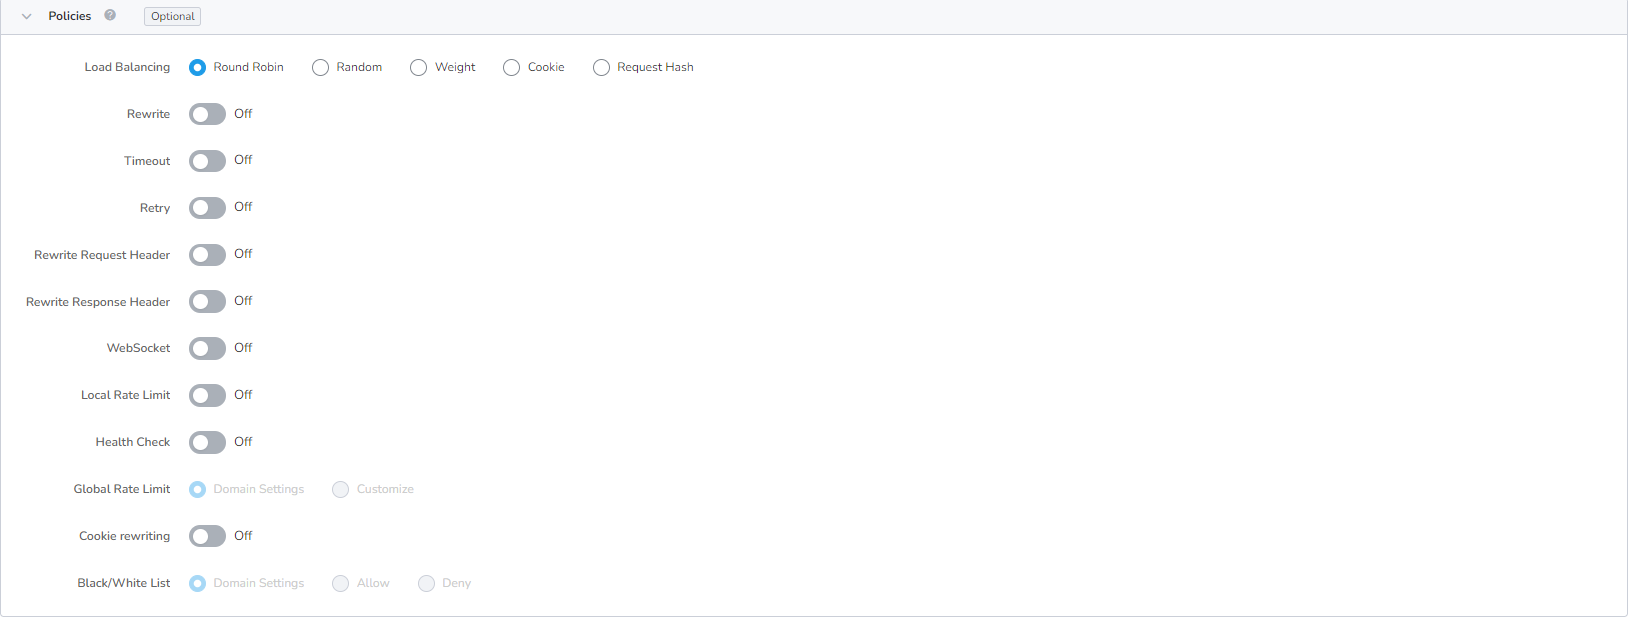 Policies ? Optional
Load Balancing Round Robin Random Weight Cookie Request Hash
Rewrite Off
Timeout Off
Retry Off
Rewrite Request Header Off
Rewrite Response Header Off
WebSocket Off
Local Rate Limit Off
Health Check Off
Global Rate Limit Domain Settings Customize
Cookie rewriting Off
Black/White List Domain Settings Allow Deny